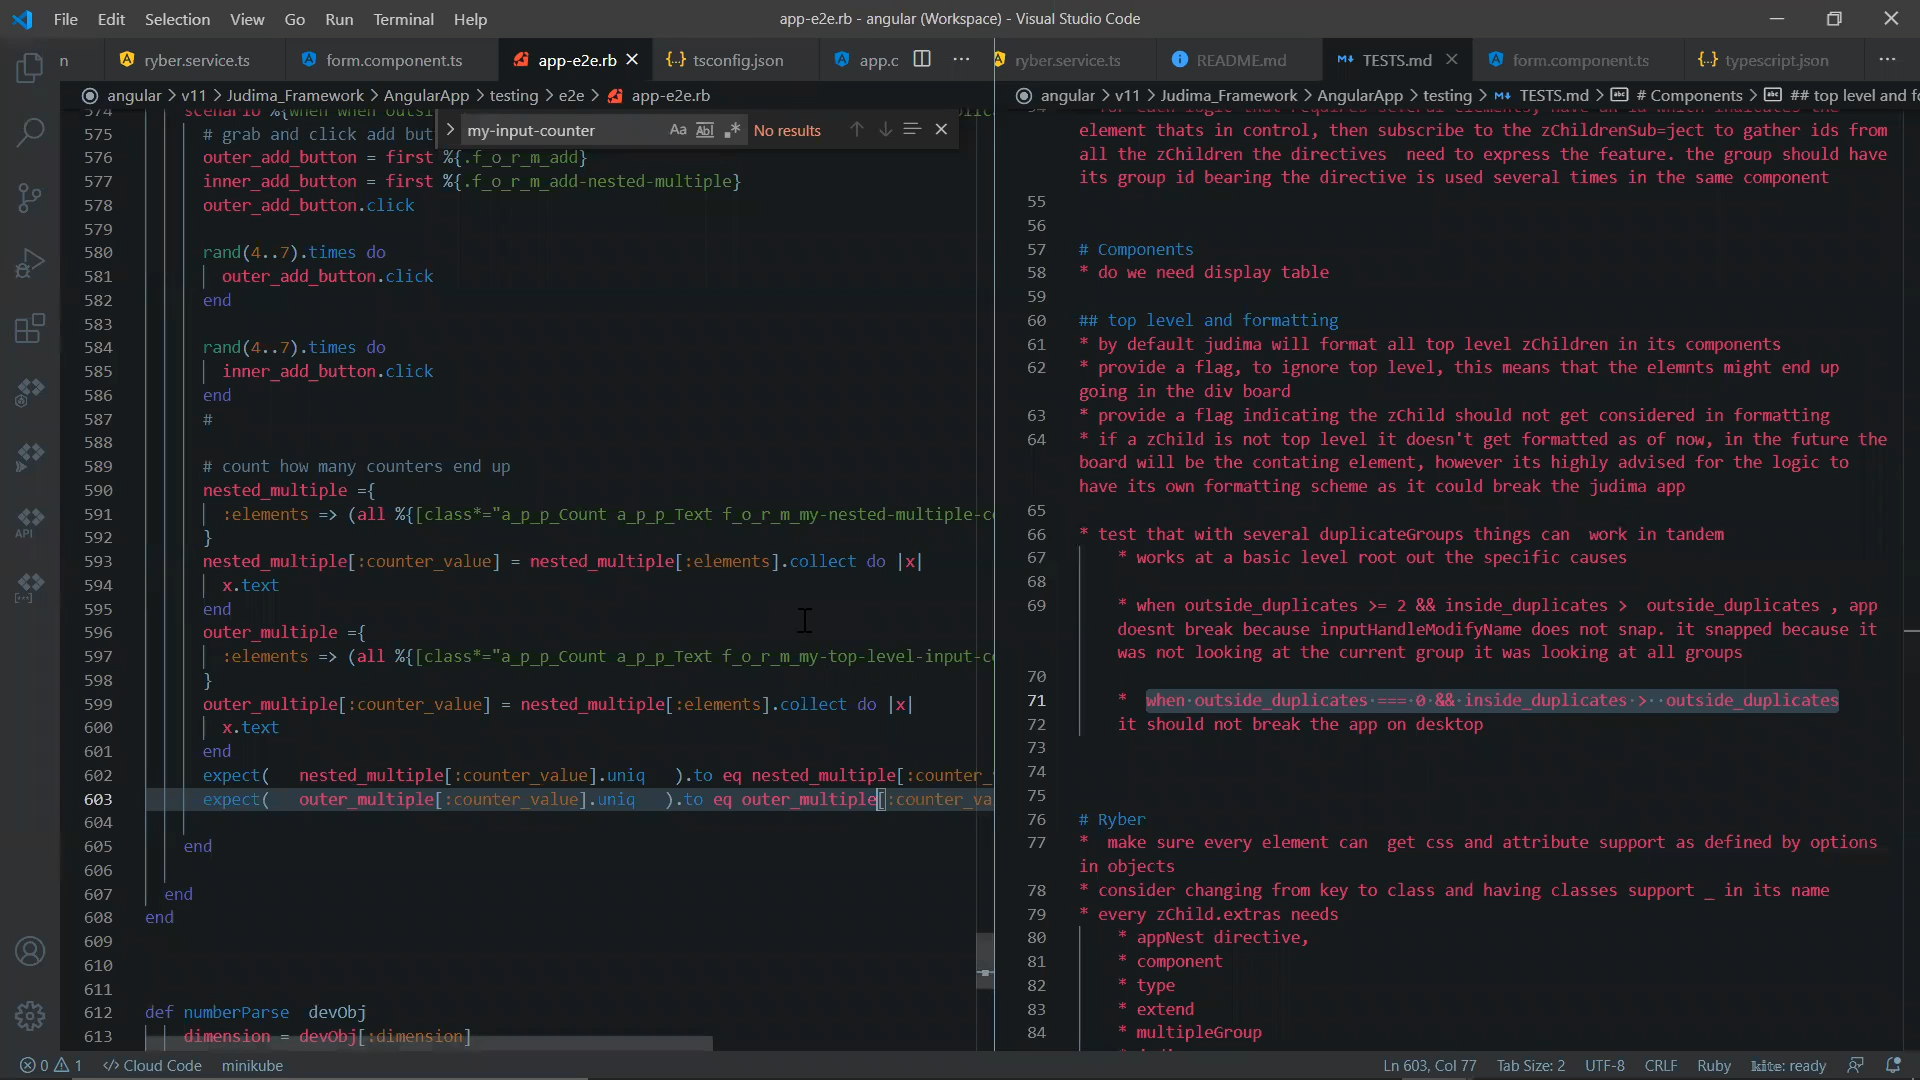 File Edit Selection View Go Run Terminal Help
app-e2e.rb - angular (Workspace) - Visual Studio Code
n ryber.service.ts form.component.ts app-e2e.rb tsconfig.json app.c
ryber.service.ts README.md TESTS.md form.component.ts typescript.json
angular > v11 > Judima_Framework > AngularApp > testing > e2e > app-e2e.rb
angular > v11 > Judima_Framework > AngularApp > testing > TESTS.md > # Components > ## top level and fo
my-input-counter Aa Abl No results
575 # grab and click add but
576 outer_add_button = first %{.f_o_r_m_add}
577 inner_add_button = first %{.f_o_r_m_add-nested-multiple}
578 outer_add_button.click
579
580 rand(4..7).times do
581 outer_add_button.click
582 end
583
584 rand(4..7).times do
585 inner_add_button.click
586 end
587 #
588
589 # count how many counters end up
590 nested_multiple ={
591 :elements => (all %{[class*="a_p_p_Count a_p_p_Text f_o_r_m_my-nested-multiple-co
592 }
593 nested_multiple[:counter_value] = nested_multiple[:elements].collect do |x|
594 x.text
595 end
596 outer_multiple ={
597 :elements => (all %{[class*="a_p_p_Count a_p_p_Text f_o_r_m_my-top-level-input-co
598 }
599 outer_multiple[:counter_value] = nested_multiple[:elements].collect do |x|
600 x.text
601 end
602 expect( nested_multiple[:counter_value].uniq ).to eq nested_multiple[:counter_
603 expect( outer_multiple[:counter_value].uniq ).to eq outer_multiple[:counter_va
604
605 end
606
607 end
608 end
609
610
611
612 def numberParse devObj
613 dimension = devObj[:dimension]
element thats in control, then subscribe to the zChildrenSub=ject to gather ids from
all the zChildren the directives need to express the feature. the group should have
its group id bearing the directive is used several times in the same component
55
56
57 # Components
58 * do we need display table
59
60 ## top level and formatting
61 * by default judima will format all top level zChildren in its components
62 * provide a flag, to ignore top level, this means that the elemnts might end up
going in the div board
63 * provide a flag indicating the zChild should not get considered in formatting
64 * if a zChild is not top level it doesn't get formatted as of now, in the future the
board will be the contating element, however its highly advised for the logic to
have its own formatting scheme as it could break the judima app
65
66 * test that with several duplicateGroups things can work in tandem
67 * works at a basic level root out the specific causes
68
69 * when outside_duplicates >= 2 && inside_duplicates > outside_duplicates , app
doesnt break because inputHandleModifyName does not snap. it snapped because it
was not looking at the current group it was looking at all groups
70
71 * when·outside_duplicates·===·0·&&·inside_duplicates·>··outside_duplicates
72 it should not break the app on desktop
73
74
75
76 # Ryber
77 * make sure every element can get css and attribute support as defined by options
in objects
78 * consider changing from key to class and having classes support _ in its name
79 * every zChild.extras needs
80 * appNest directive,
81 * component
82 * type
83 * extend
84 * multipleGroup
0 1 Cloud Code minikube
Ln 603, Col 77 Tab Size: 2 UTF-8 CRLF Ruby kite: ready